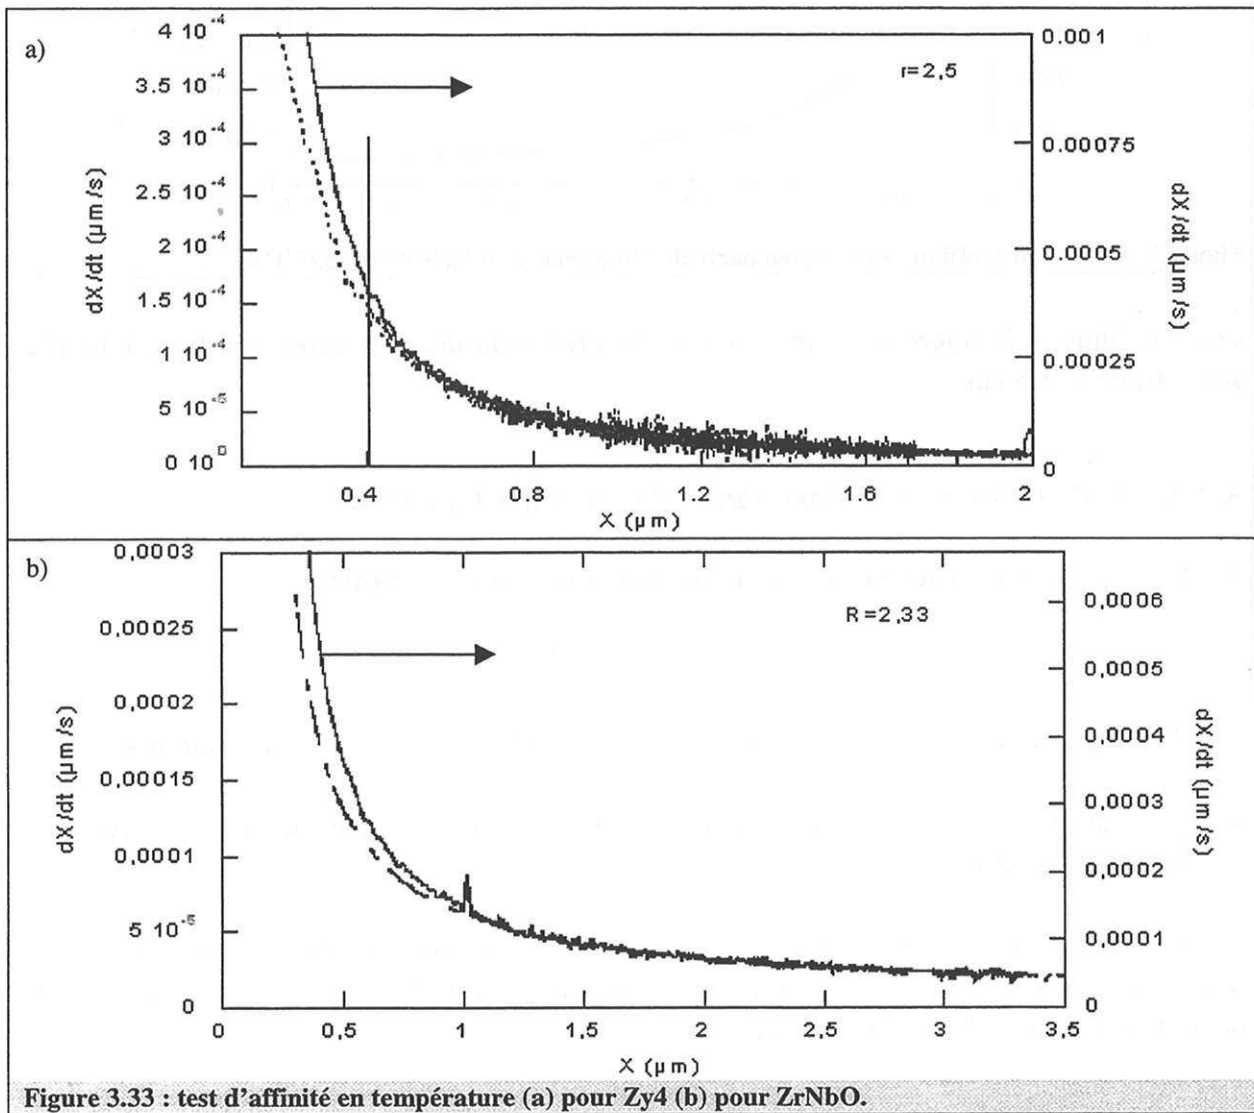 a)
4 10⁻⁴
3.5 10⁻⁴
3 10⁻⁴
2.5 10⁻⁴
2 10⁻⁴
1.5 10⁻⁴
1 10⁻⁴
5 10⁻⁵
0 10⁰
dX/dt (µm/s)
r=2,5
0.001
0.00075
0.0005
0.00025
0
dX/dt (µm/s)
0.4 0.8 1.2 1.6 2
X (µm)
b)
0,0003
0,00025
0,0002
0,00015
0,0001
5 10⁻⁵
0
dX/dt (µm/s)
R=2,33
0,0006
0,0005
0,0004
0,0003
0,0002
0,0001
0
dX/dt (µm/s)
0 0,5 1 1,5 2 2,5 3 3,5
X (µm)
Figure 3.33 : test d'affinité en température (a) pour Zy4 (b) pour ZrNbO.